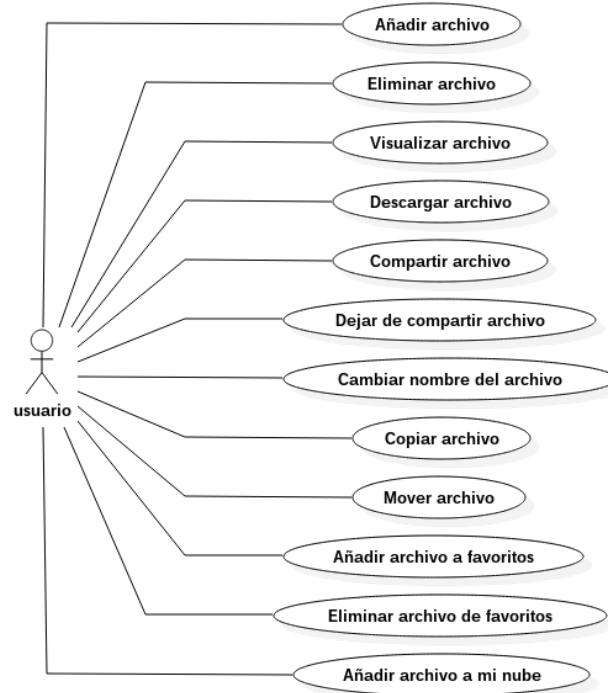 Añadir archivo
Eliminar archivo
Visualizar archivo
Descargar archivo
Compartir archivo
Dejar de compartir archivo
Cambiar nombre del archivo
usuario
Copiar archivo
Mover archivo
Añadir archivo a favoritos
Eliminar archivo de favoritos
Añadir archivo a mi nube